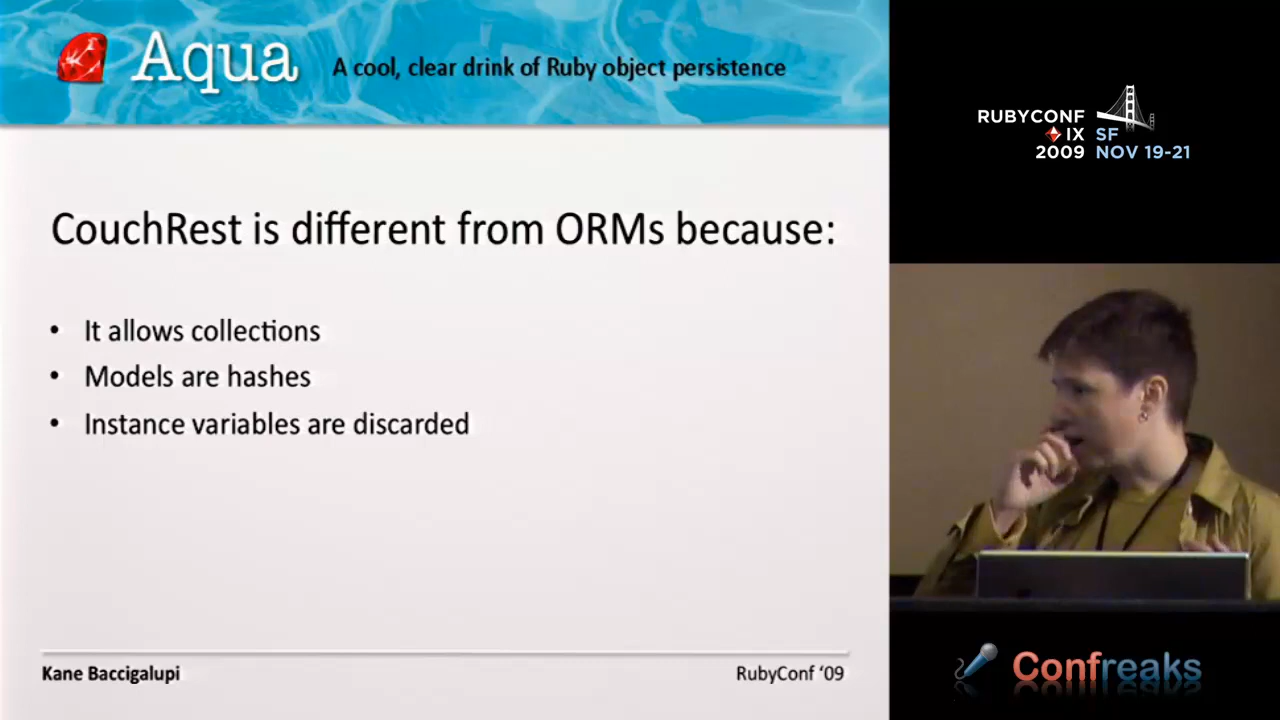 Aqua
A cool, clear drink of Ruby object persistence
CouchRest is different from ORMs because:
• It allows collections
• Models are hashes
• Instance variables are discarded
Kane Baccigalupi
RubyConf ‘09
RUBYCONF
IX SF
2009 NOV 19-21
Confreaks